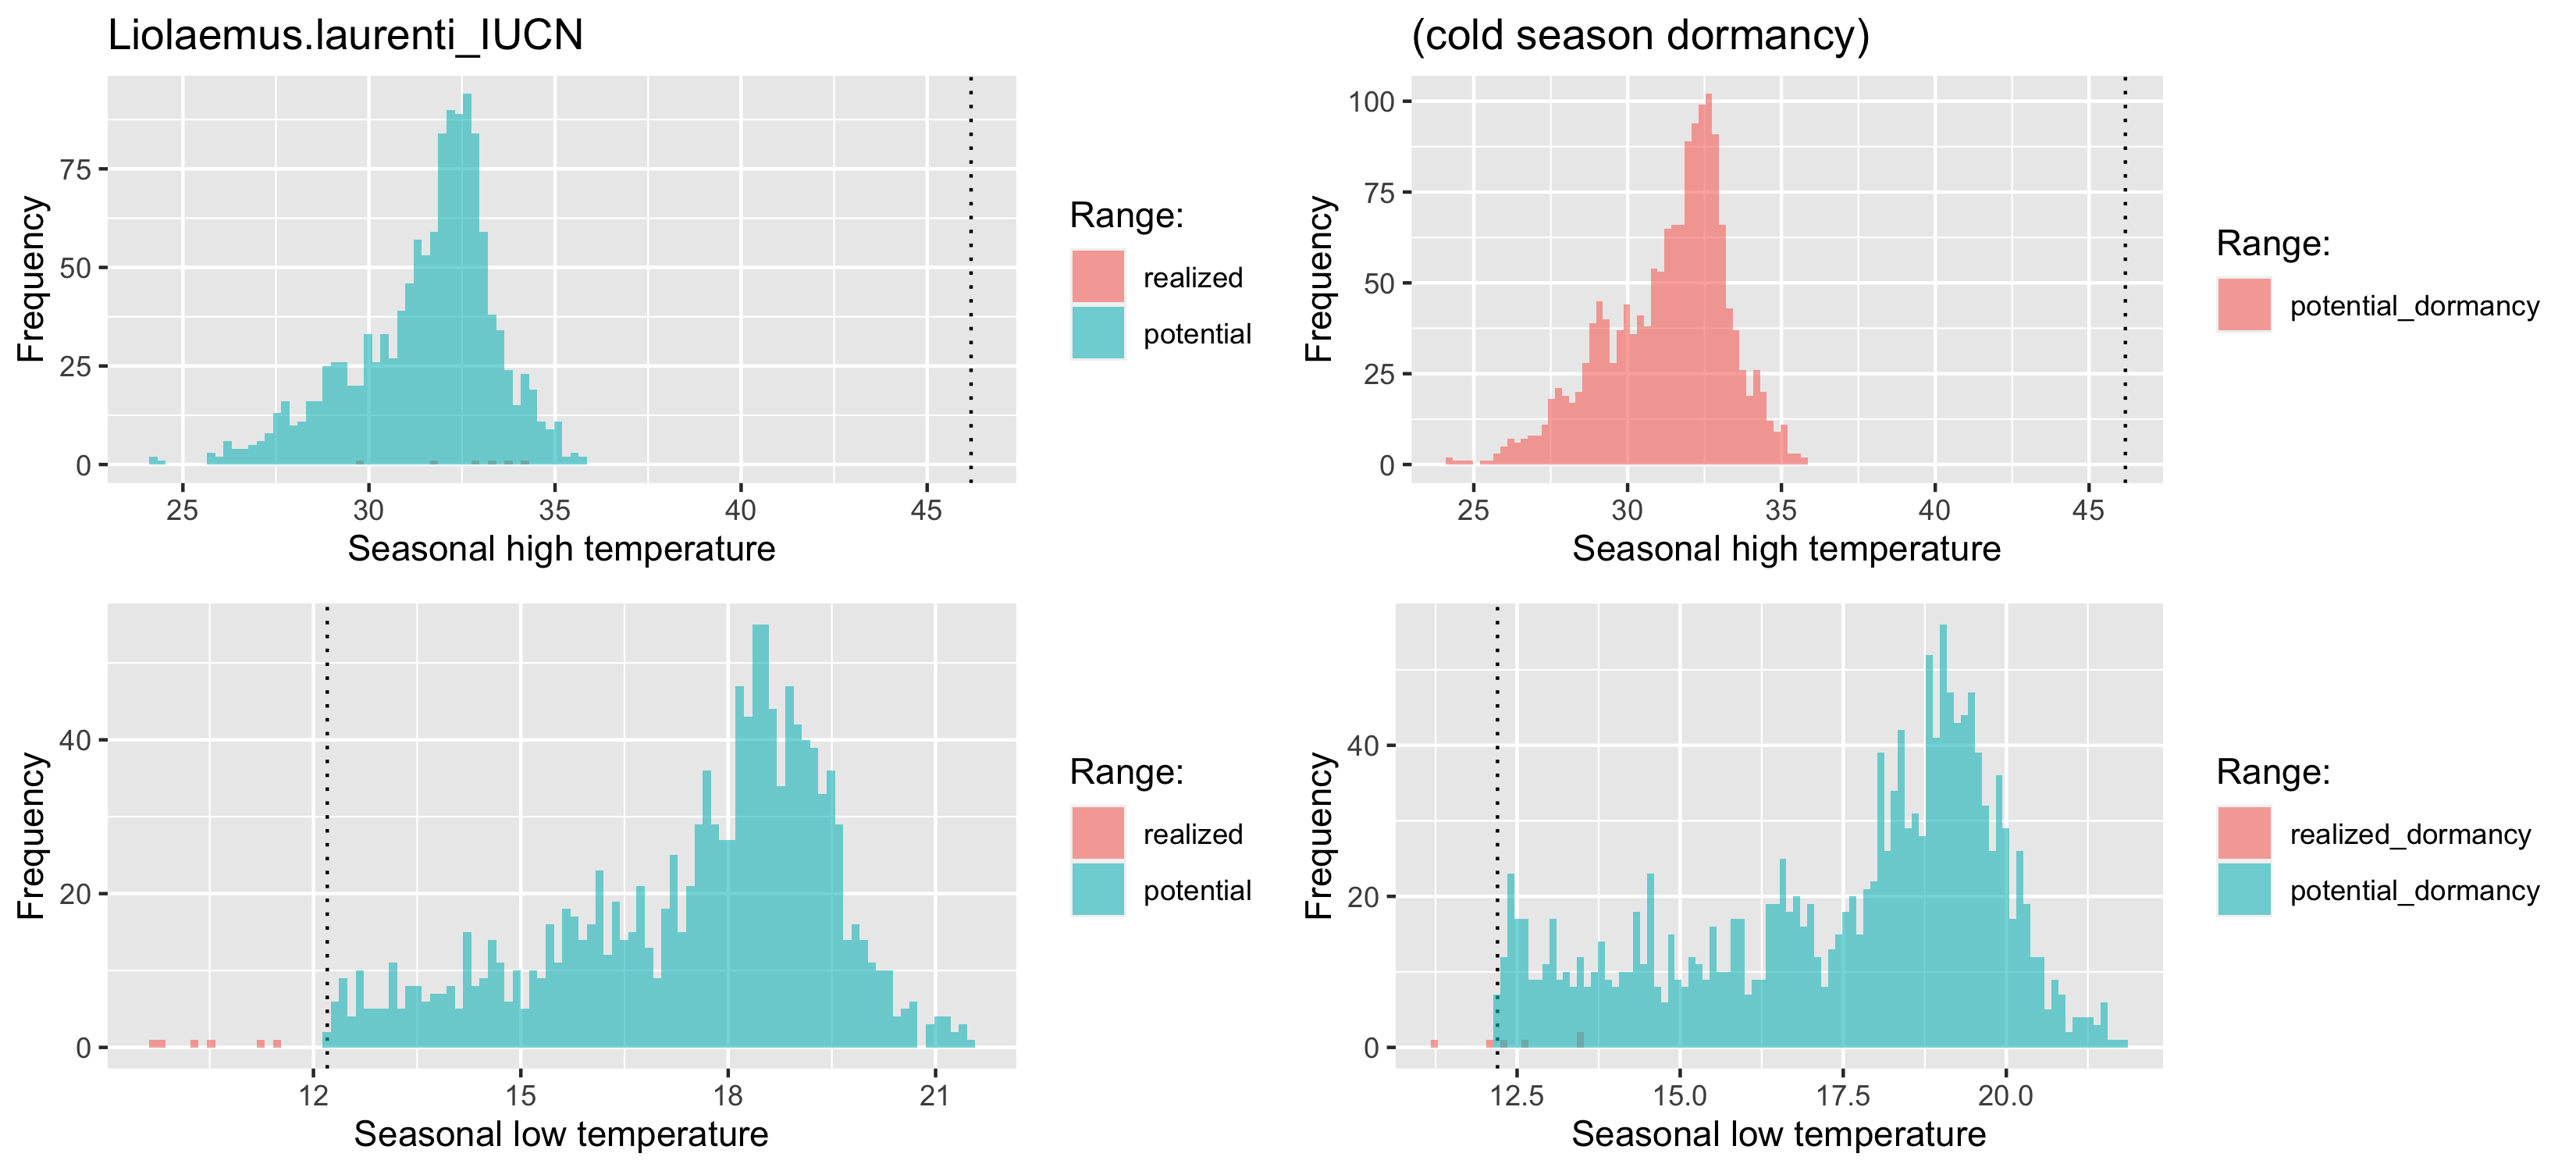 Liolaemus.laurenti_IUCN
Frequency
75
50
25
0
25 30 35 40 45
Seasonal high temperature
Range:
realized
potential
(cold season dormancy)
Frequency
100
75
50
25
0
25 30 35 40 45
Seasonal high temperature
Range:
potential_dormancy
Frequency
40
20
0
12 15 18 21
Seasonal low temperature
Range:
realized
potential
Frequency
40
20
0
12.5 15.0 17.5 20.0
Seasonal low temperature
Range:
realized_dormancy
potential_dormancy